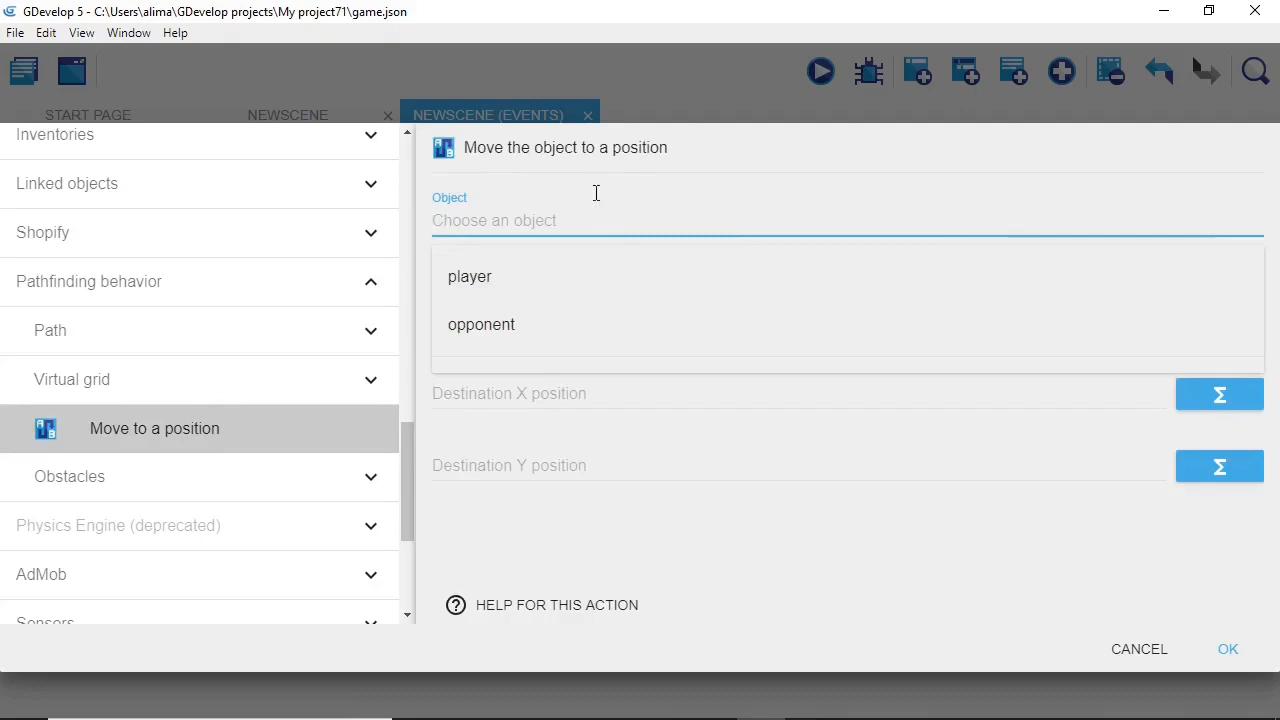 GDevelop 5 - C:\Users\alima\GDevelop projects\My project71\game.json
File Edit View Window Help
START PAGE NEWSCENE NEWSCENE (EVENTS)
Inventories
Linked objects
Shopify
Pathfinding behavior
Path
Virtual grid
Move to a position
Obstacles
Physics Engine (deprecated)
AdMob
Sensors
Move the object to a position
Object
Choose an object
player
opponent
Destination X position
Σ
Destination Y position
Σ
HELP FOR THIS ACTION
CANCEL OK